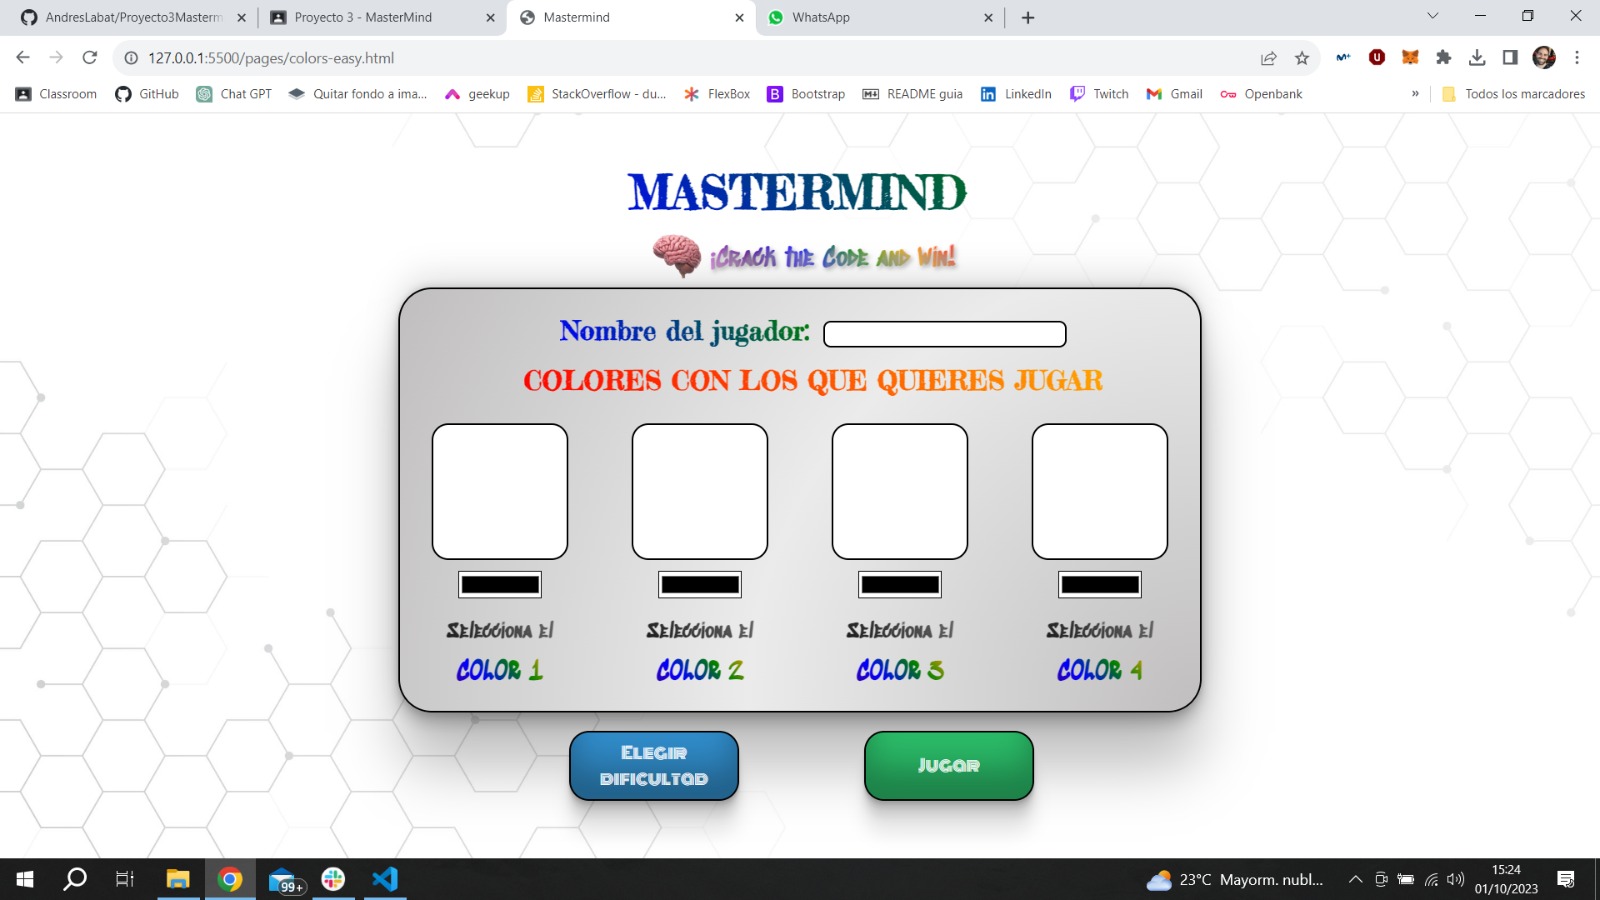 AndresLabat/Proyecto3Masterm
Proyecto 3 - MasterMind
Mastermind
WhatsApp
127.0.0.1:5500/pages/colors-easy.html
Classroom
GitHub
Chat GPT
Quitar fondo a ima...
geekup
StackOverflow - du...
FlexBox
Bootstrap
README guia
LinkedIn
Twitch
Gmail
Openbank
»
Todos los marcadores
MASTERMIND
¡Crack the Code and Win!
Nombre del jugador:
COLORES CON LOS QUE QUIERES JUGAR
Selecciona el
Selecciona el
Selecciona el
Selecciona el
COLOR 1
COLOR 2
COLOR 3
COLOR 4
Elegir
dificultad
Jugar
99+
23°C Mayorm. nubl...
15:24
01/10/2023